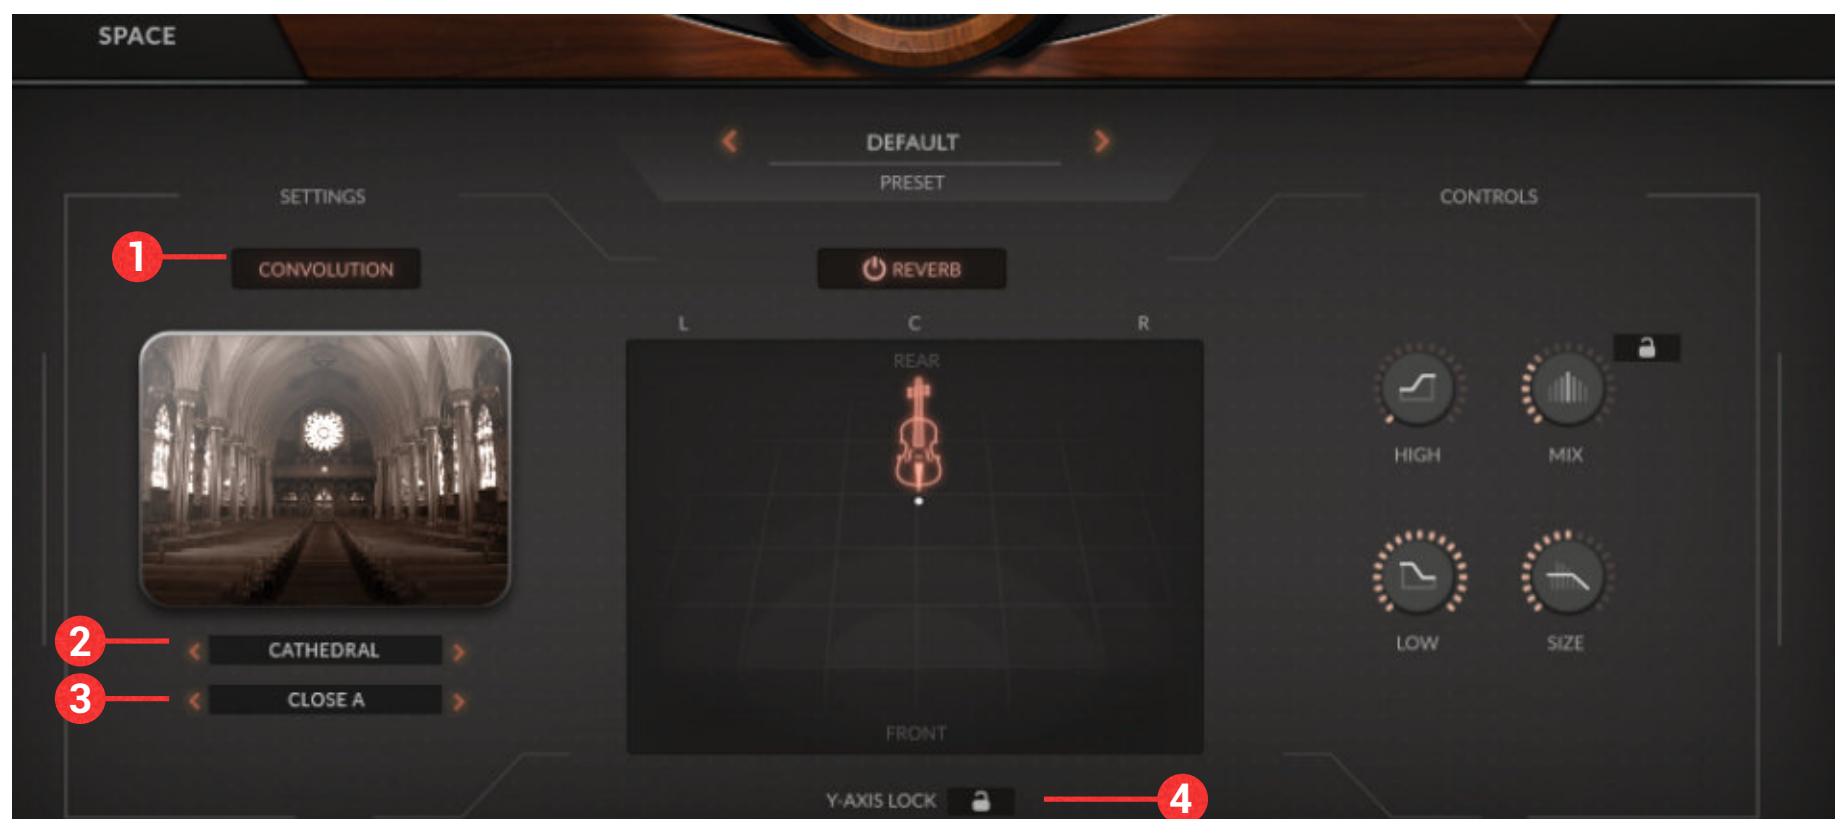 SPACE
DEFAULT
PRESET
SETTINGS
CONTROLS
1
CONVOLUTION
REVERB
L C R
REAR
HIGH MIX
LOW SIZE
2 CATHEDRAL
3 CLOSE A
FRONT
Y-AXIS LOCK 4